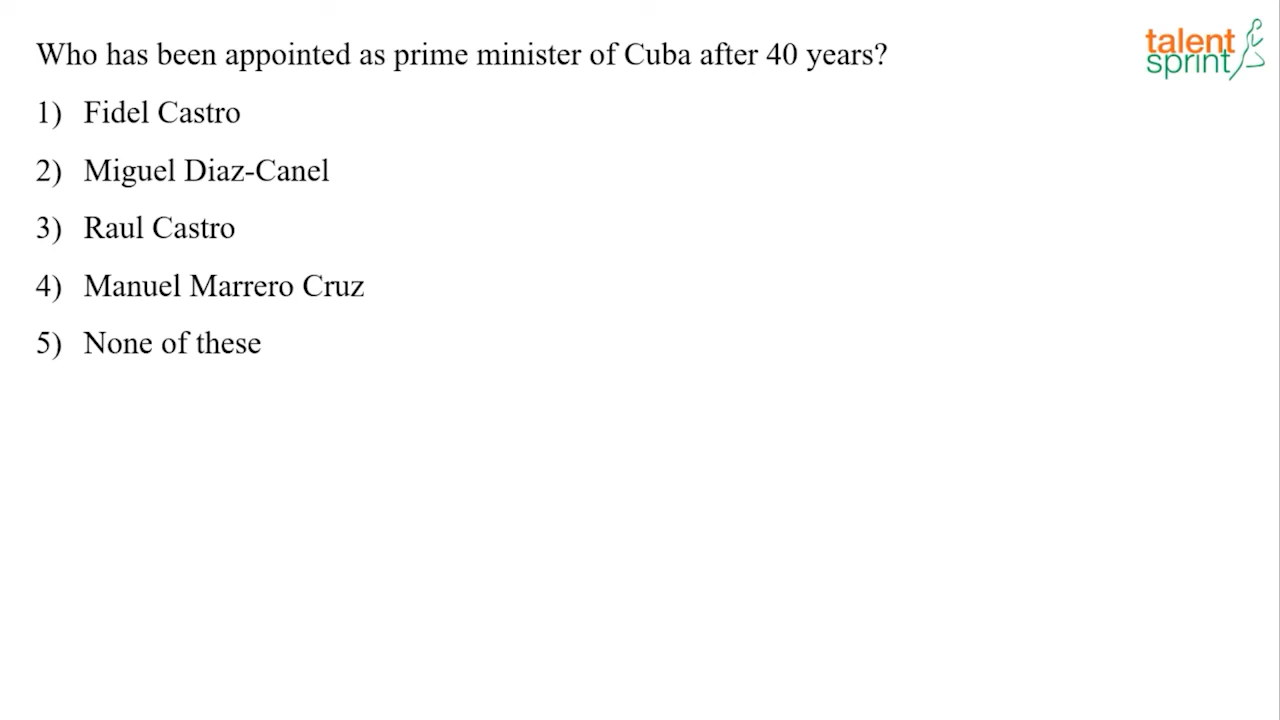 Who has been appointed as prime minister of Cuba after 40 years?
talent
sprint
1) Fidel Castro
2) Miguel Diaz-Canel
3) Raul Castro
4) Manuel Marrero Cruz
5) None of these